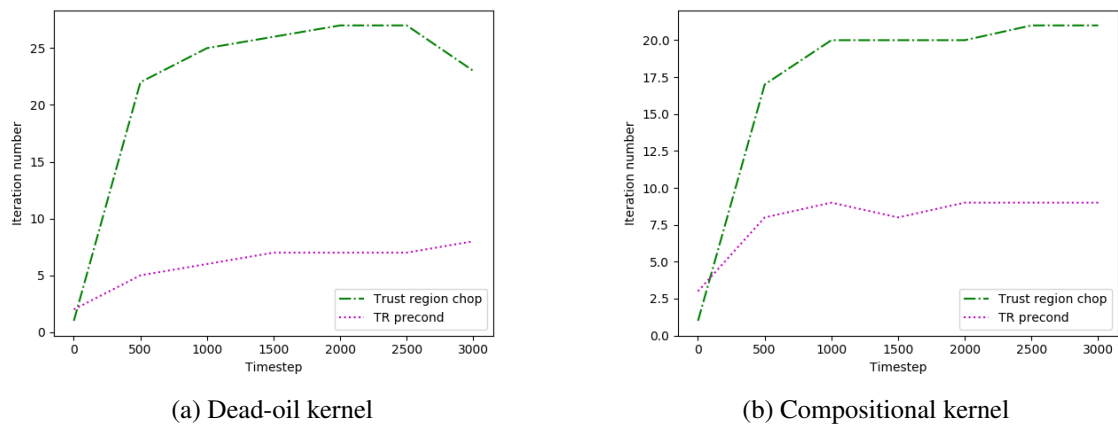 25
20
15
10
5
0
Iteration number
0 500 1000 1500 2000 2500 3000
Timestep
Trust region chop
TR precond
(a) Dead-oil kernel
20.0
17.5
15.0
12.5
10.0
7.5
5.0
2.5
0.0
Iteration number
0 500 1000 1500 2000 2500 3000
Timestep
Trust region chop
TR precond
(b) Compositional kernel